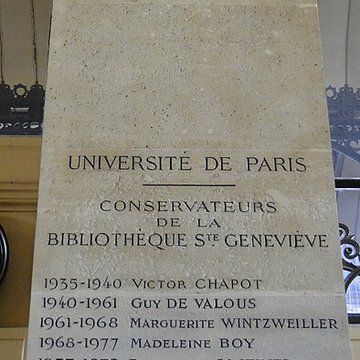 UNIVERSITÉ DE PARIS
CONSERVATEURS
DE LA
BIBLIOTHÈQUE STE GENEVIÈVE
1935-1940 VICTOR CHAPOT
1940-1961 GUY DE VALOUS
1961-1968 MARGUERITE WINTZWEILLER
1968-1977 MADELEINE BOY